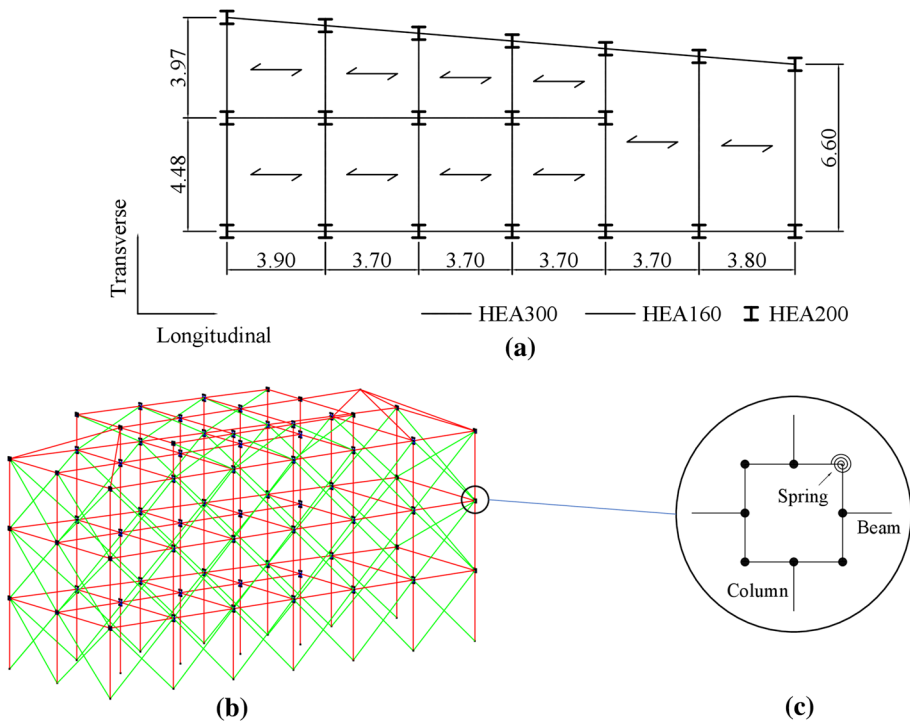 3.97
4.48
6.60
3.90 3.70 3.70 3.70 3.70 3.80
Transverse
Longitudinal
HEA300 HEA160 HEA200
(a)
Spring
Beam
Column
(b)
(c)